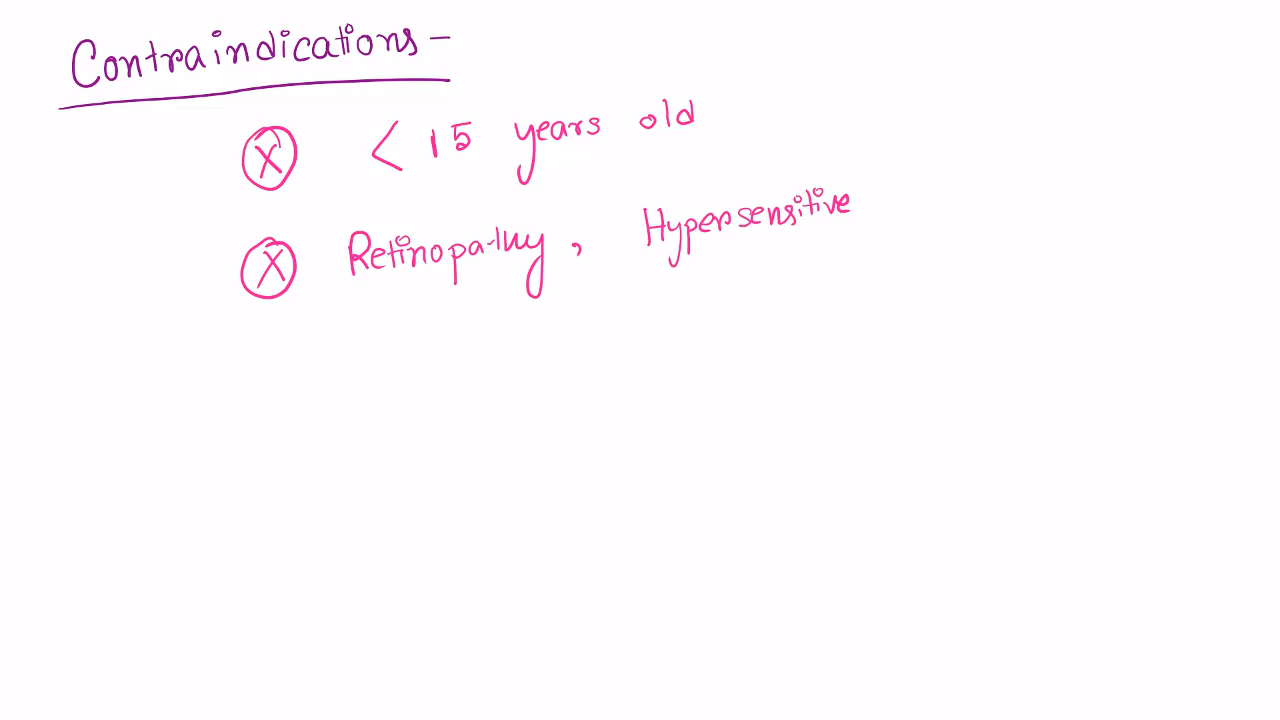 Contraindications -
Ⓧ < 15 years old
Ⓧ Retinopathy, Hypersensitive